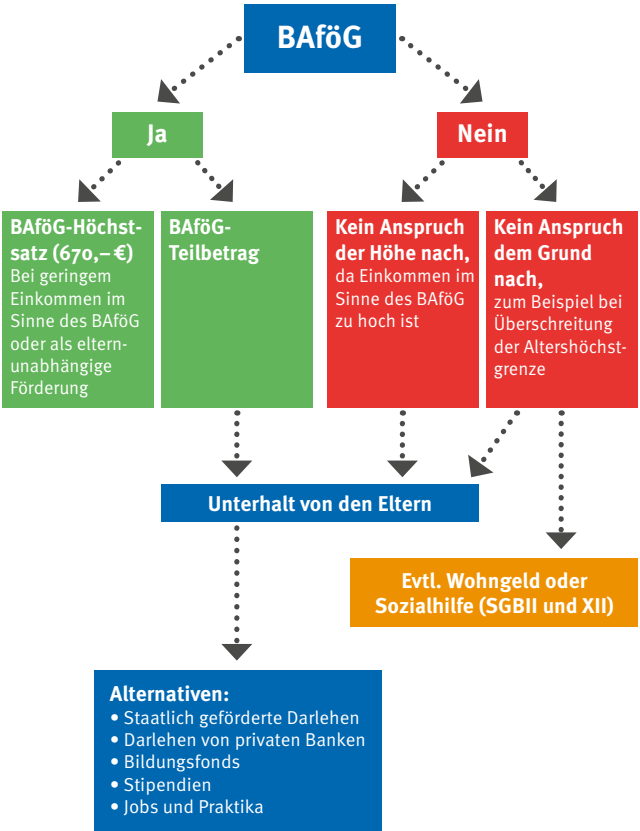 BAföG
Ja
Nein
BAföG-Höchst-
satz (670,– €)
Bei geringem
Einkommen im
Sinne des BAföG
oder als eltern-
unabhängige
Förderung
BAföG-
Teilbetrag
Kein Anspruch
der Höhe nach,
da Einkommen im
Sinne des BAföG
zu hoch ist
Kein Anspruch
dem Grund
nach,
zum Beispiel bei
Überschreitung
der Altershöchst-
grenze
Unterhalt von den Eltern
Evtl. Wohngeld oder
Sozialhilfe (SGBII und XII)
Alternativen:
• Staatlich geförderte Darlehen
• Darlehen von privaten Banken
• Bildungsfonds
• Stipendien
• Jobs und Praktika